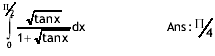 ∫₀^{Π/2} √tanx / (1 + √tanx) dx    Ans : Π/4